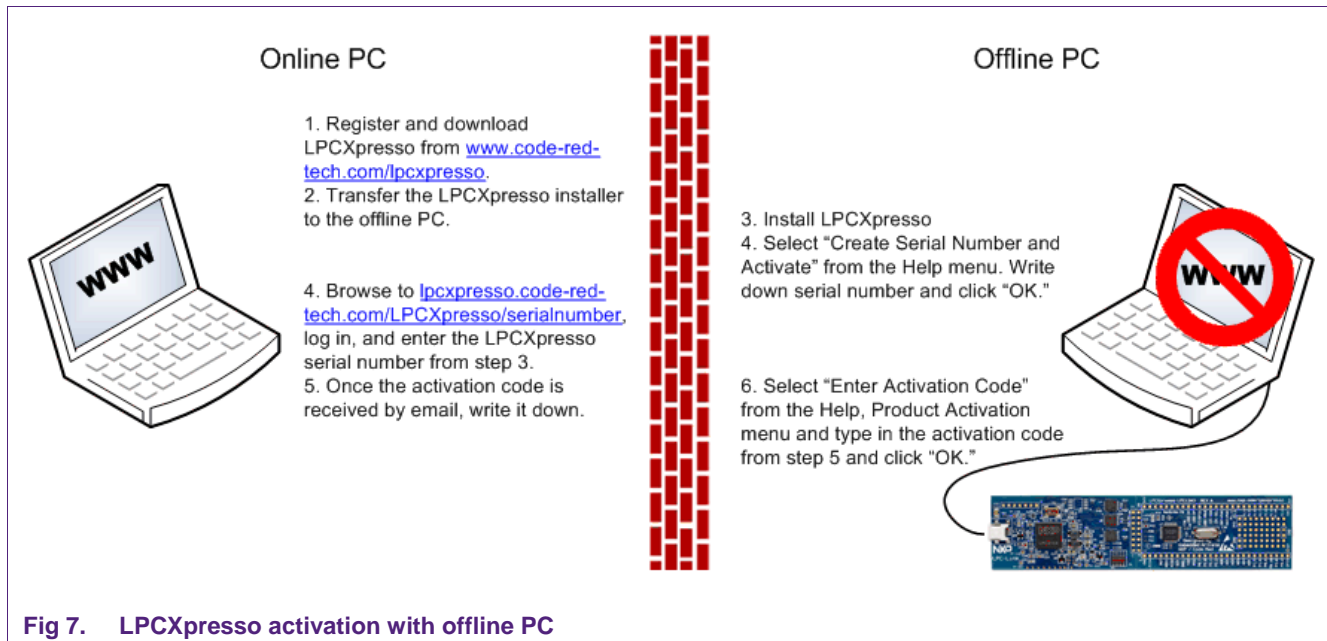 Online PC
1. Register and download
LPCXpresso from www.code-red-
tech.com/lpcxpresso.
2. Transfer the LPCXpresso installer
to the offline PC.
4. Browse to lpcxpresso.code-red-
tech.com/LPCXpresso/serialnumber,
log in, and enter the LPCXpresso
serial number from step 3.
5. Once the activation code is
received by email, write it down.
www
Offline PC
3. Install LPCXpresso
4. Select “Create Serial Number and
Activate” from the Help menu. Write
down serial number and click “OK.”
6. Select “Enter Activation Code”
from the Help, Product Activation
menu and type in the activation code
from step 5 and click “OK.”
www
NXP
Fig 7. LPCXpresso activation with offline PC